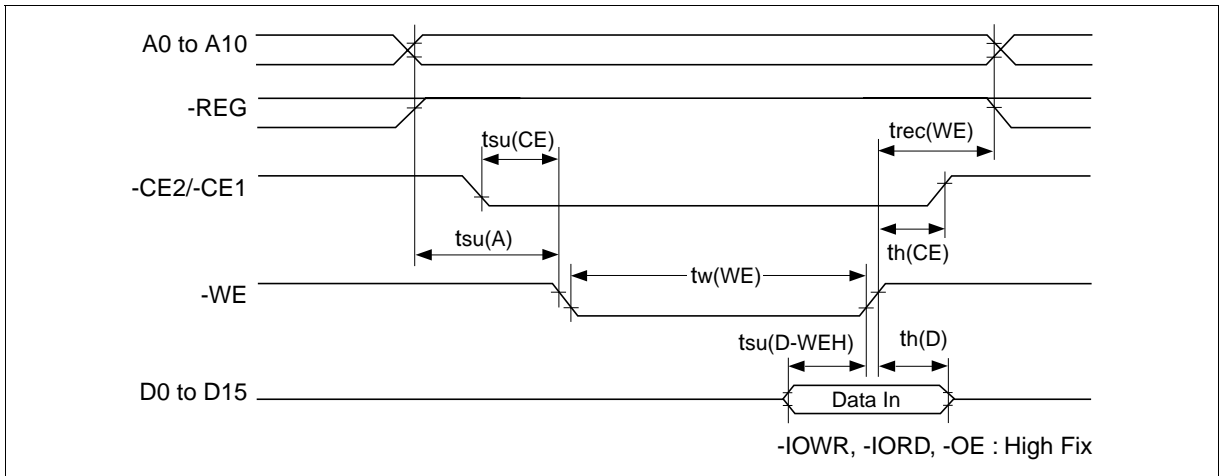 A0 to A10
-REG
tsu(CE)
trec(WE)
-CE2/-CE1
tsu(A)
th(CE)
tw(WE)
-WE
tsu(D-WEH)
th(D)
D0 to D15
Data In
-IOWR, -IORD, -OE : High Fix